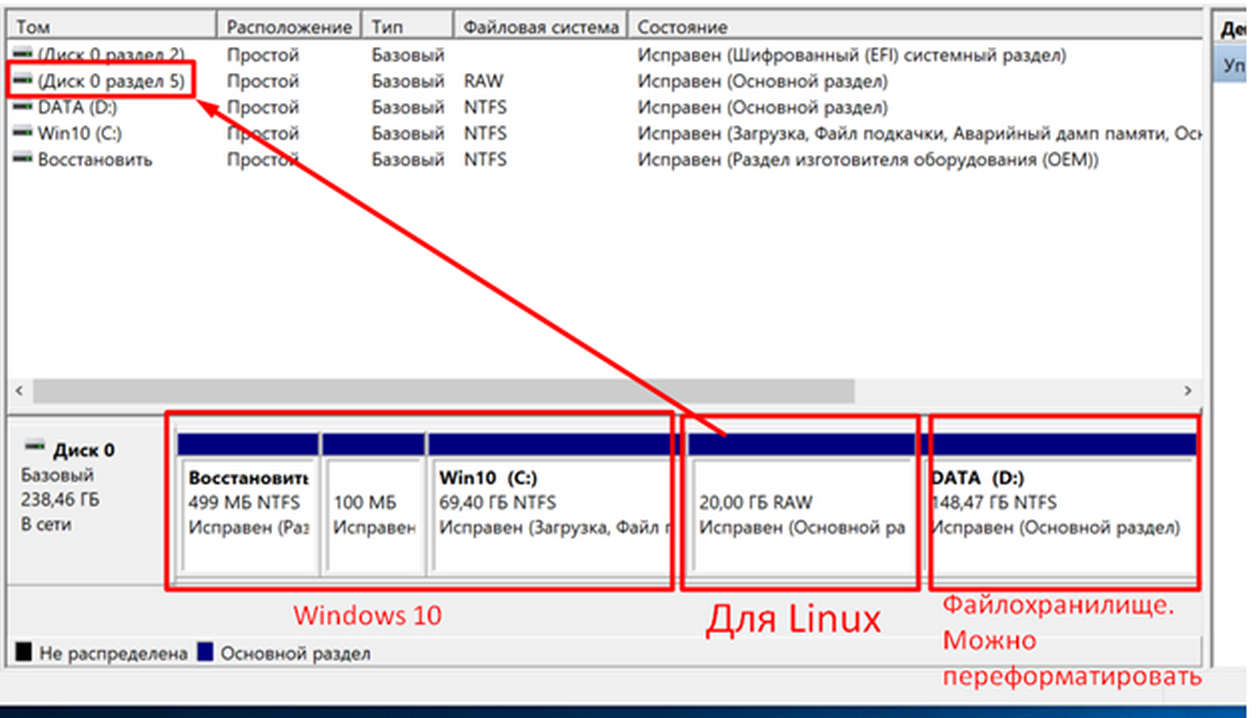 Том Расположение Тип Файловая система Состояние
(Диск 0 раздел 2) Простой Базовый Исправен (Шифрованный (EFI) системный раздел)
(Диск 0 раздел 5) Простой Базовый RAW Исправен (Основной раздел)
DATA (D:) Простой Базовый NTFS Исправен (Основной раздел)
Win10 (C:) Простой Базовый NTFS Исправен (Загрузка, Файл подкачки, Аварийный дамп памяти, Осн
Восстановить Простой Базовый NTFS Исправен (Раздел изготовителя оборудования (OEM))
Дей
Уп
Диск 0
Базовый
238,46 ГБ
В сети
Восстановить
499 МБ NTFS
Исправен (Раз
100 МБ
Исправен
Win10 (C:)
69,40 ГБ NTFS
Исправен (Загрузка, Файл п
20,00 ГБ RAW
Исправен (Основной ра
DATA (D:)
148,47 ГБ NTFS
Исправен (Основной раздел)
Windows 10
Для Linux
Файлохранилище.
Можно
переформатировать
Не распределена Основной раздел